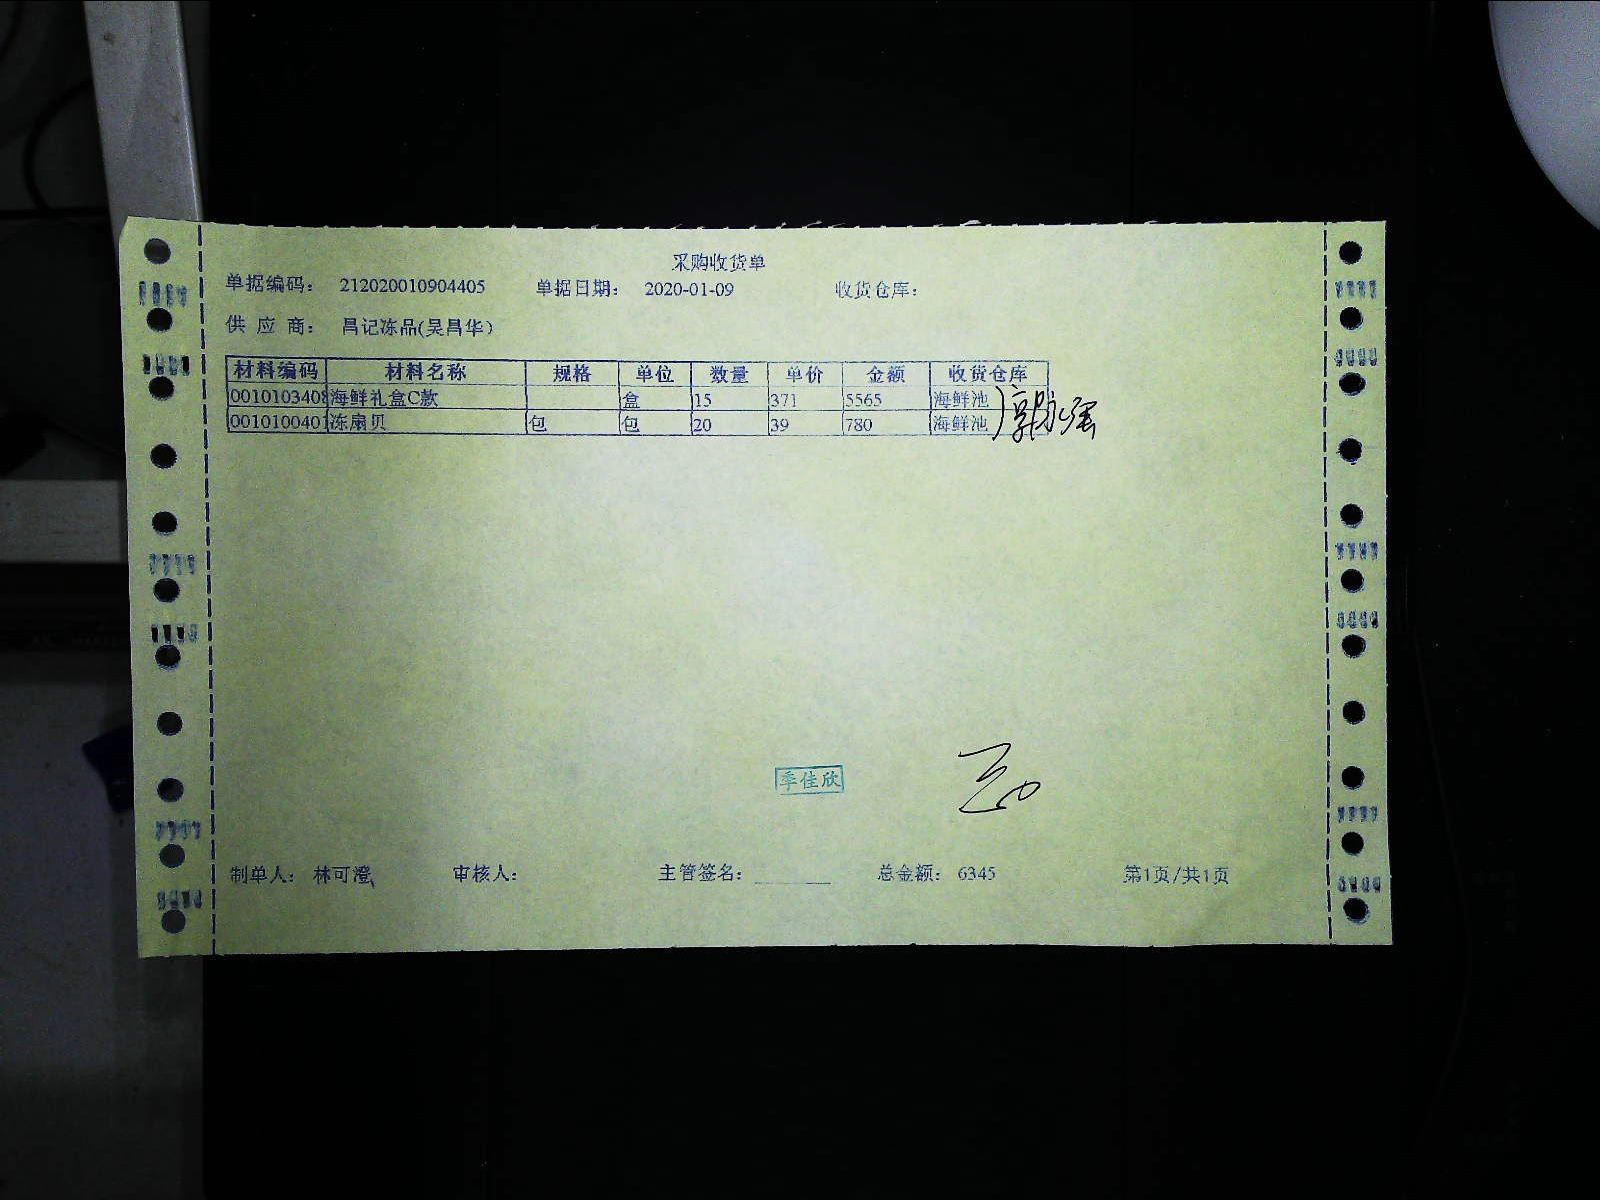 采购收货单
单据编码： 212020010904405 单据日期： 2020-01-09 收货仓库：
供 应 商： 昌记冻品(吴昌华)
材料编码 材料名称 规格 单位 数量 单价 金额 收货仓库
0010103408 海鲜礼盒C款 盒 15 371 5565 海鲜池
0010100401 冻扇贝 包 包 20 39 780 海鲜池
季佳欣
制单人： 林可澄 审核人： 主管签名： 总金额： 6345 第1页/共1页